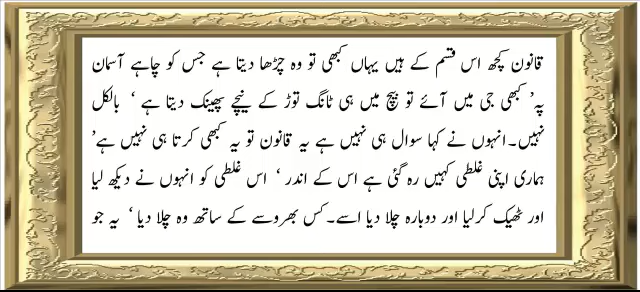 قانون کچھ اس قسم کے ہیں یہاں کبھی تو وہ چڑھا دیتا ہے جس کو چاہے آسمان
پہ’ کبھی جی میں آئے تو بیچ میں ہی ٹانگ توڑ کے نیچے پھینک دیتا ہے ‘ بالکل
نہیں۔انہوں نے کہا سوال ہی نہیں ہے یہ قانون تو یہ کبھی کرتا ہی نہیں ہے’
ہماری اپنی غلطی کہیں رہ گئی ہے اس کے اندر ‘ اس غلطی کو انہوں نے دیکھ لیا
اور ٹھیک کرلیا اور دوبارہ چلا دیا اسے۔کس بھروسے کے ساتھ وہ چلا دیا ‘ یہ جو